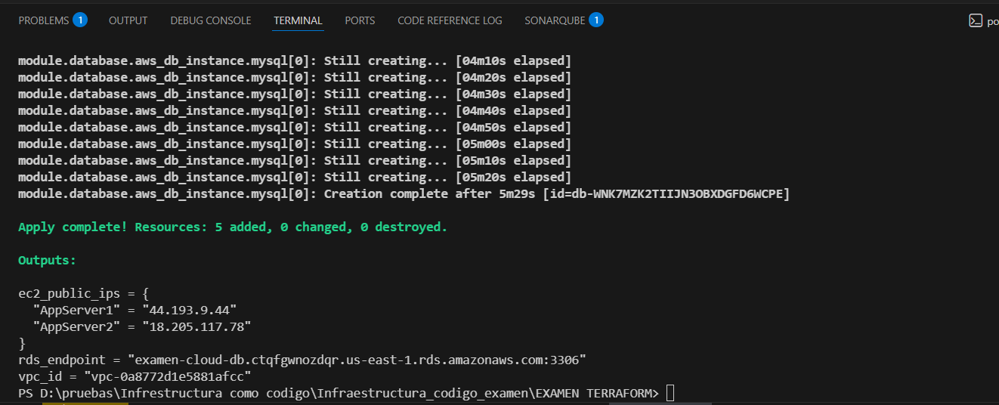 PROBLEMS 1 OUTPUT DEBUG CONSOLE TERMINAL PORTS CODE REFERENCE LOG SONARQUBE 1 po
module.database.aws_db_instance.mysql[0]: Still creating... [04m10s elapsed]
module.database.aws_db_instance.mysql[0]: Still creating... [04m20s elapsed]
module.database.aws_db_instance.mysql[0]: Still creating... [04m30s elapsed]
module.database.aws_db_instance.mysql[0]: Still creating... [04m40s elapsed]
module.database.aws_db_instance.mysql[0]: Still creating... [04m50s elapsed]
module.database.aws_db_instance.mysql[0]: Still creating... [05m00s elapsed]
module.database.aws_db_instance.mysql[0]: Still creating... [05m10s elapsed]
module.database.aws_db_instance.mysql[0]: Still creating... [05m20s elapsed]
module.database.aws_db_instance.mysql[0]: Creation complete after 5m29s [id=db-WNK7MZK2TIIJN3OBXDGFD6WCPE]
Apply complete! Resources: 5 added, 0 changed, 0 destroyed.
Outputs:
ec2_public_ips = {
  "AppServer1" = "44.193.9.44"
  "AppServer2" = "18.205.117.78"
}
rds_endpoint = "examen-cloud-db.ctqfgwnozdqr.us-east-1.rds.amazonaws.com:3306"
vpc_id = "vpc-0a8772d1e5881afcc"
PS D:\pruebas\Infrestructura como codigo\Infraestructura_codigo_examen\EXAMEN TERRAFORM>